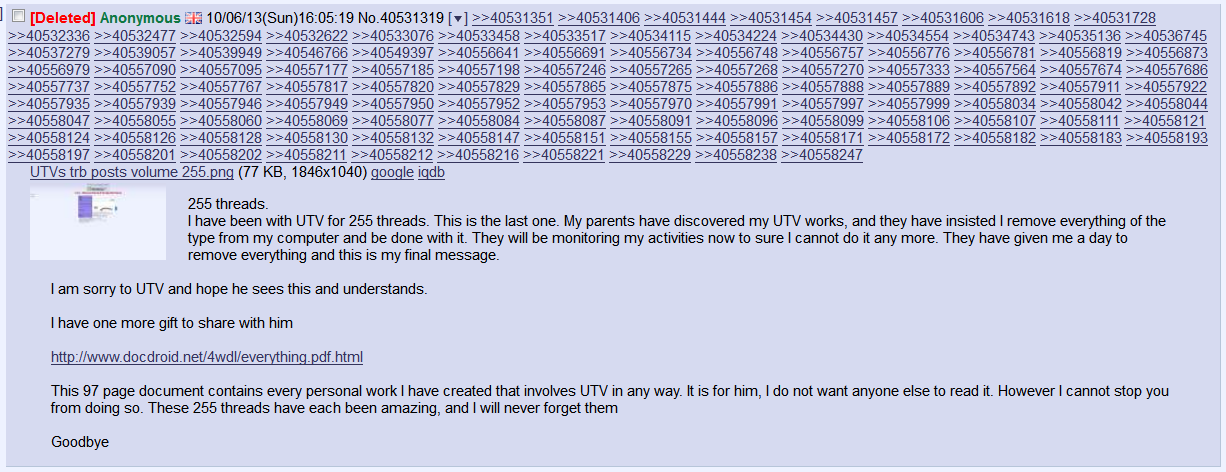 [Deleted] Anonymous 10/06/13(Sun)16:05:19 No.40531319 [▼] >>40531351 >>40531406 >>40531444 >>40531454 >>40531457 >>40531606 >>40531618 >>40531728
>>40532336 >>40532477 >>40532594 >>40532622 >>40533076 >>40533458 >>40533517 >>40534115 >>40534224 >>40534430 >>40534554 >>40534743 >>40535136 >>40536745
>>40537279 >>40539057 >>40539949 >>40546766 >>40549397 >>40556641 >>40556691 >>40556734 >>40556748 >>40556757 >>40556776 >>40556781 >>40556819 >>40556873
>>40556979 >>40557090 >>40557095 >>40557177 >>40557185 >>40557198 >>40557246 >>40557265 >>40557268 >>40557270 >>40557333 >>40557564 >>40557674 >>40557686
>>40557737 >>40557752 >>40557767 >>40557817 >>40557820 >>40557829 >>40557865 >>40557875 >>40557886 >>40557888 >>40557889 >>40557892 >>40557911 >>40557922
>>40557935 >>40557939 >>40557946 >>40557949 >>40557950 >>40557952 >>40557953 >>40557970 >>40557991 >>40557997 >>40557999 >>40558034 >>40558042 >>40558044
>>40558047 >>40558055 >>40558060 >>40558069 >>40558077 >>40558084 >>40558087 >>40558091 >>40558096 >>40558099 >>40558106 >>40558107 >>40558111 >>40558121
>>40558124 >>40558126 >>40558128 >>40558130 >>40558132 >>40558147 >>40558151 >>40558155 >>40558157 >>40558171 >>40558172 >>40558182 >>40558183 >>40558193
>>40558197 >>40558201 >>40558202 >>40558211 >>40558212 >>40558216 >>40558221 >>40558229 >>40558238 >>40558247
UTVs trb posts volume 255.png (77 KB, 1846x1040) google iqdb
255 threads.
I have been with UTV for 255 threads. This is the last one. My parents have discovered my UTV works, and they have insisted I remove everything of the
type from my computer and be done with it. They will be monitoring my activities now to sure I cannot do it any more. They have given me a day to
remove everything and this is my final message.
I am sorry to UTV and hope he sees this and understands.
I have one more gift to share with him
http://www.docdroid.net/4wdl/everything.pdf.html
This 97 page document contains every personal work I have created that involves UTV in any way. It is for him, I do not want anyone else to read it. However I cannot stop you
from doing so. These 255 threads have each been amazing, and I will never forget them
Goodbye